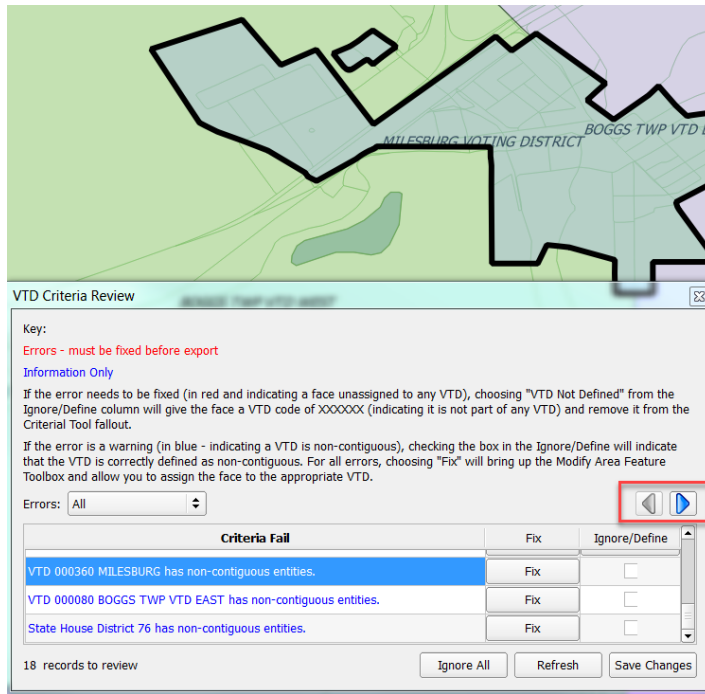 MILESBURG VOTING DISTRICT
BOGGS TWP VTD E
VTD Criteria Review
BOGGS TWP VTD WEST
Key:
Errors - must be fixed before export
Information Only
If the error needs to be fixed (in red and indicating a face unassigned to any VTD), choosing "VTD Not Defined" from the
Ignore/Define column will give the face a VTD code of XXXXXX (indicating it is not part of any VTD) and remove it from the
Criterial Tool fallout.
If the error is a warning (in blue - indicating a VTD is non-contiguous), checking the box in the Ignore/Define will indicate
that the VTD is correctly defined as non-contiguous. For all errors, choosing "Fix" will bring up the Modify Area Feature
Toolbox and allow you to assign the face to the appropriate VTD.
Errors: All
Criteria Fail Fix Ignore/Define
VTD 000360 MILESBURG has non-contiguous entities. Fix
VTD 000080 BOGGS TWP VTD EAST has non-contiguous entities. Fix
State House District 76 has non-contiguous entities. Fix
18 records to review Ignore All Refresh Save Changes